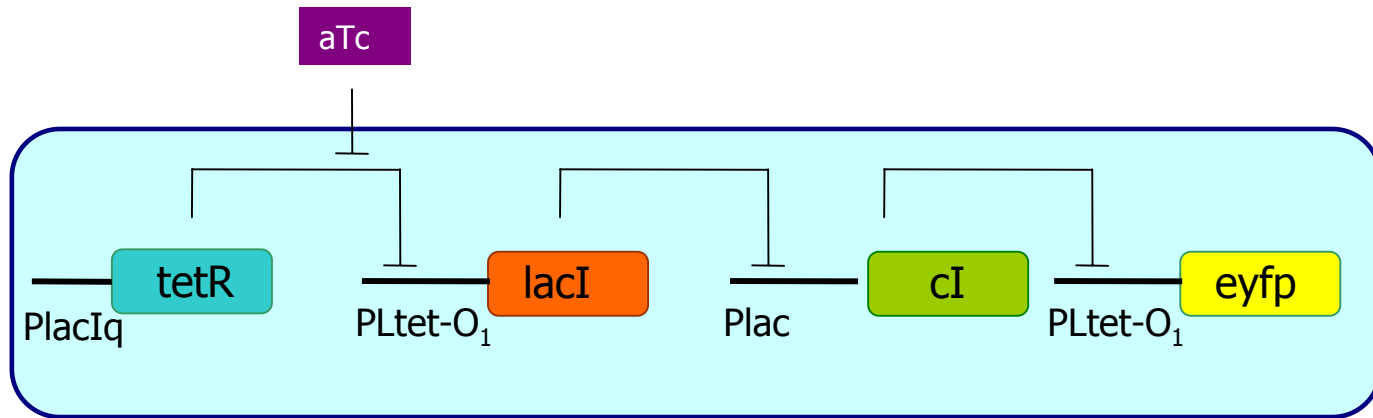 aTc
tetR
lacI
cI
eyfp
PlacIq
PLtet-O₁
Plac
PLtet-O₁